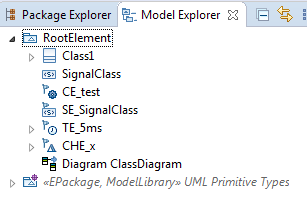 Package Explorer Model Explorer
RootElement
Class1
SignalClass
CE_test
SE_SignalClass
TE_5ms
CHE_x
Diagram ClassDiagram
«EPackage, ModelLibrary» UML Primitive Types